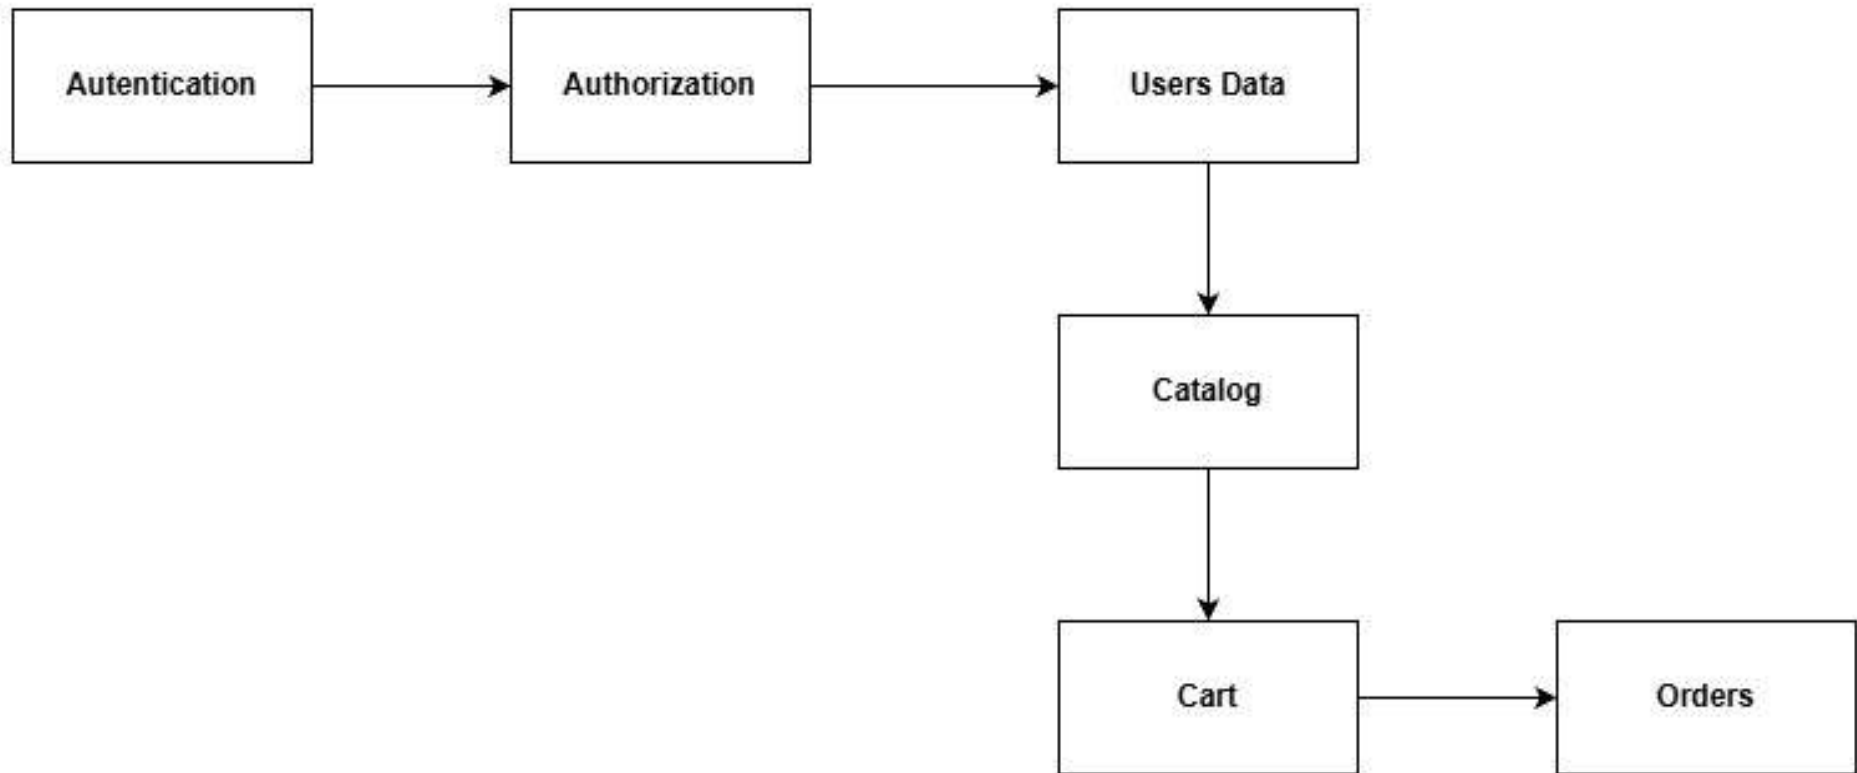 Autentication
Authorization
Users Data
Catalog
Cart
Orders